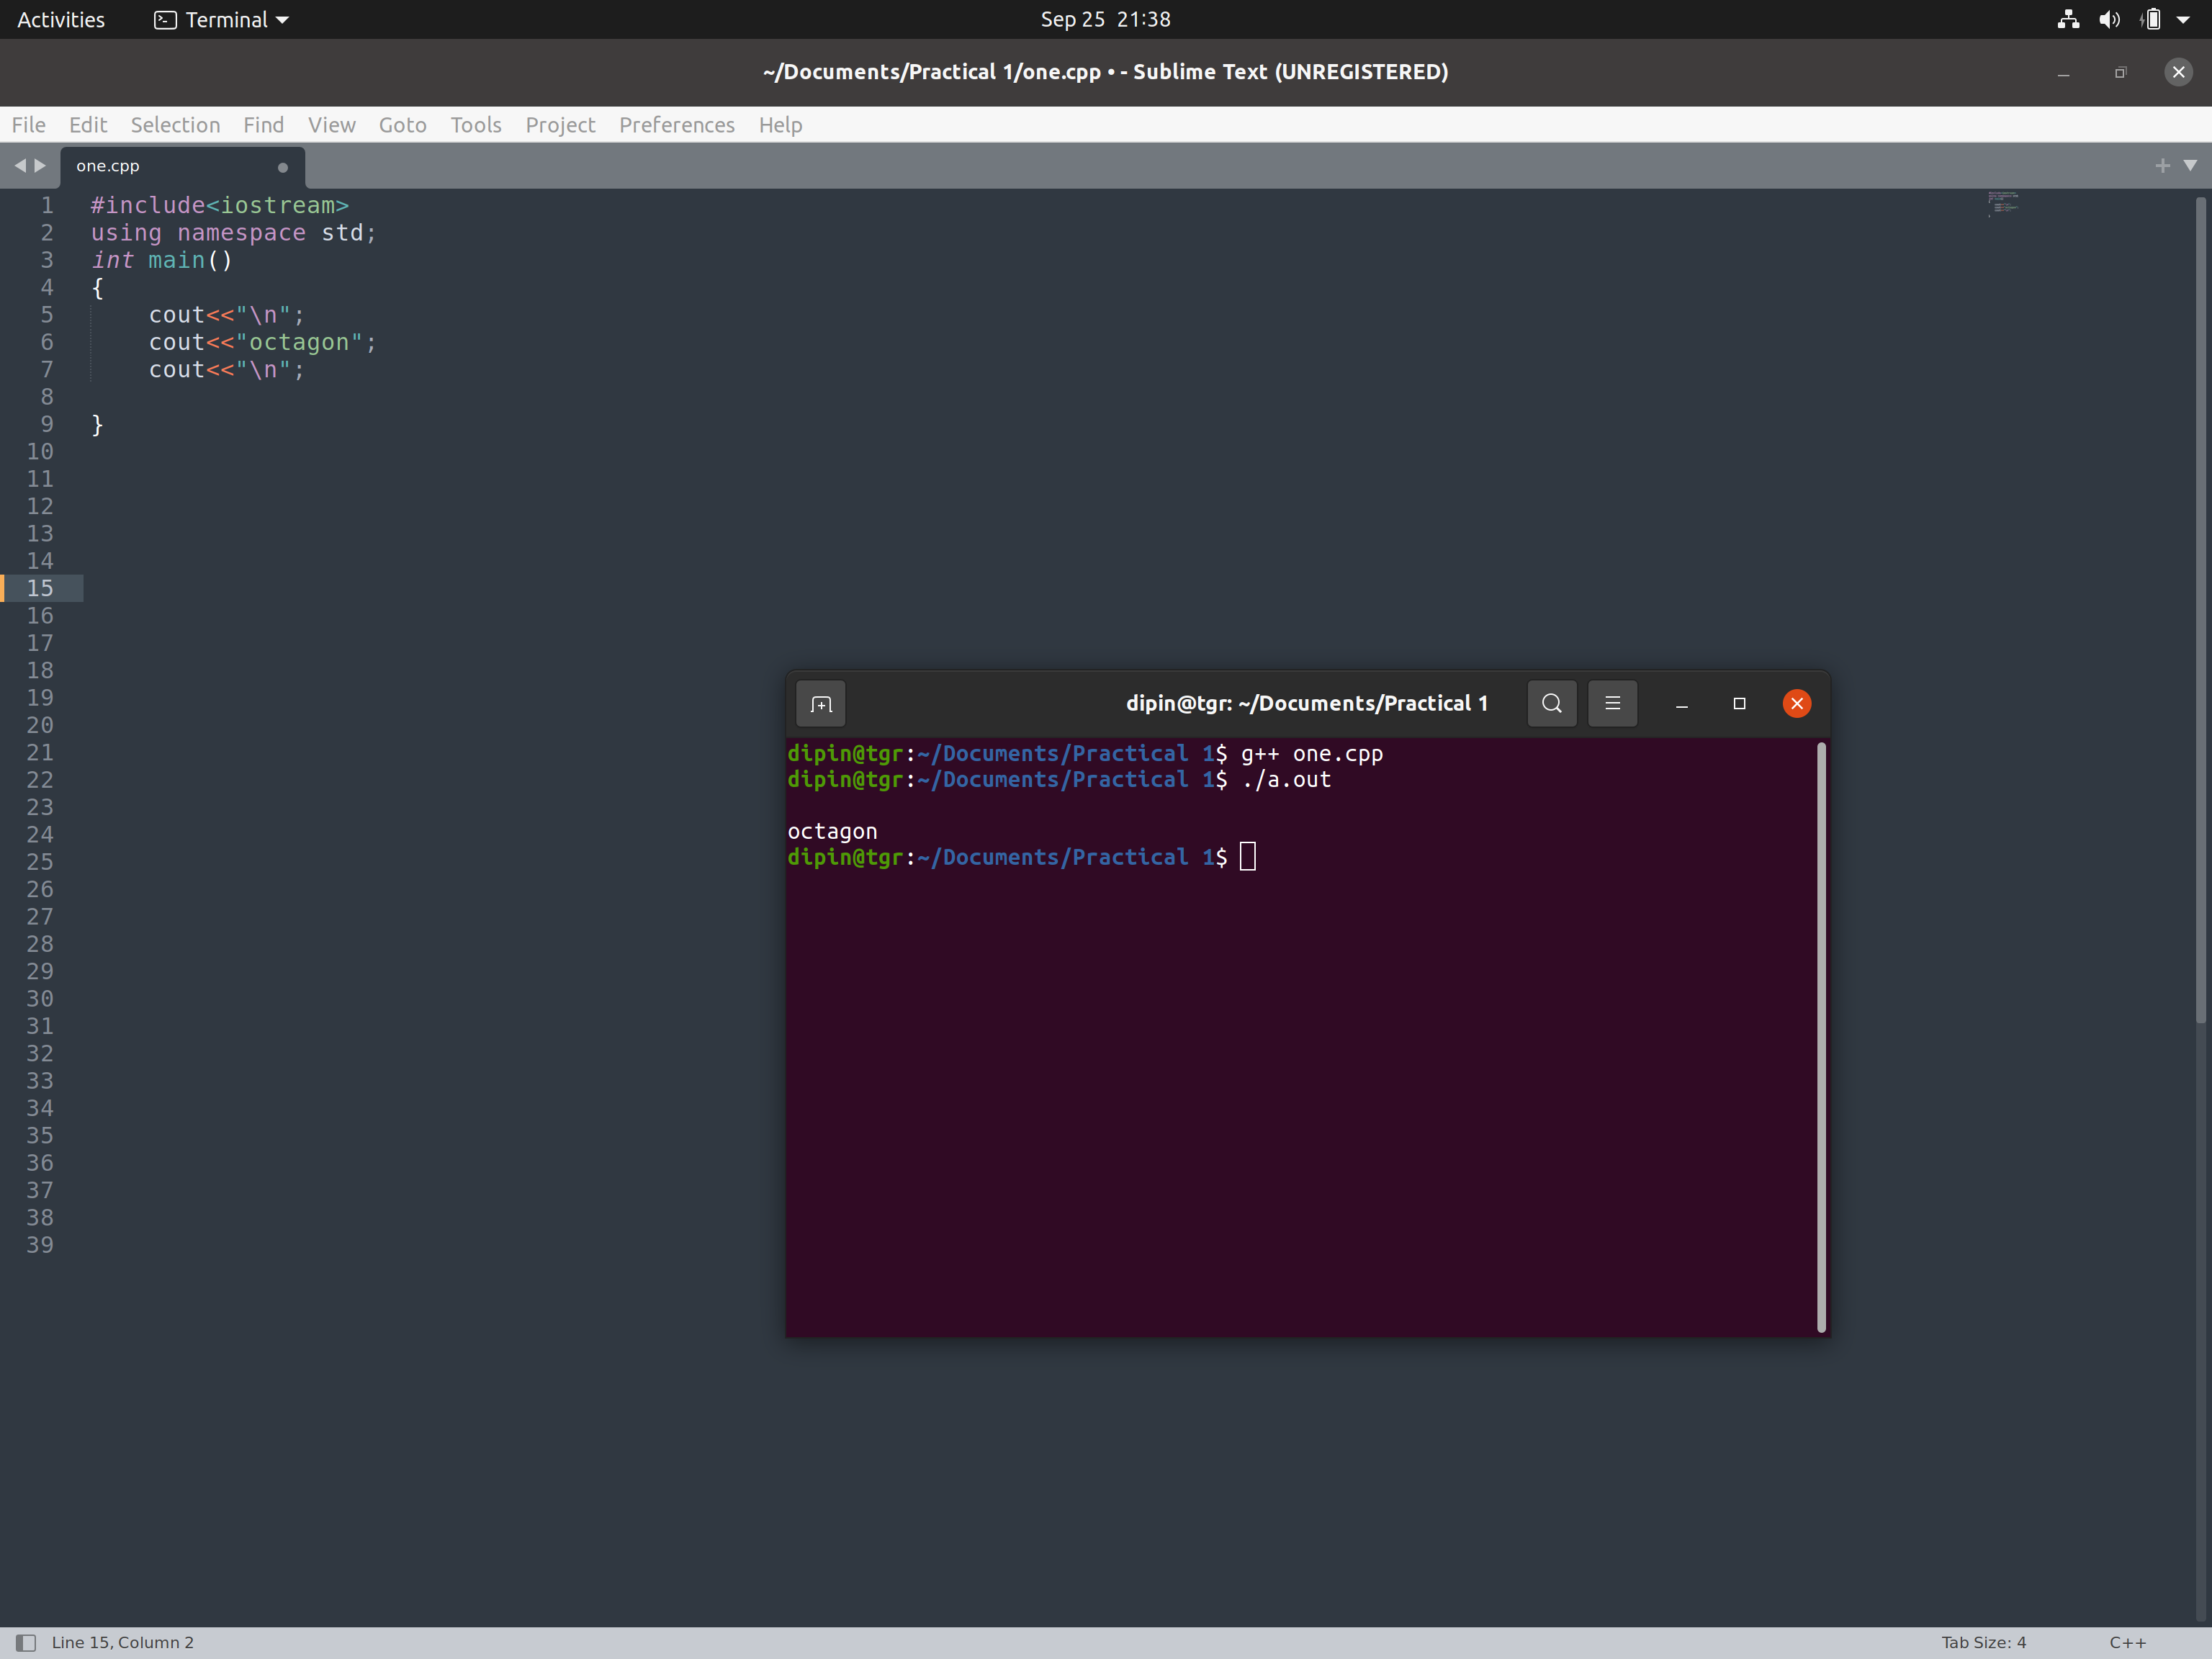 Activities Terminal Sep 25 21:38
~/Documents/Practical 1/one.cpp • - Sublime Text (UNREGISTERED)
File Edit Selection Find View Goto Tools Project Preferences Help
one.cpp
1 #include<iostream>
2 using namespace std;
3 int main()
4 {
5     cout<<"\n";
6     cout<<"octagon";
7     cout<<"\n";
8
9 }
10
11
12
13
14
15
16
17
18
19
20
21
22
23
24
25
26
27
28
29
30
31
32
33
34
35
36
37
38
39
dipin@tgr: ~/Documents/Practical 1
dipin@tgr:~/Documents/Practical 1$ g++ one.cpp
dipin@tgr:~/Documents/Practical 1$ ./a.out
octagon
dipin@tgr:~/Documents/Practical 1$
Line 15, Column 2 Tab Size: 4 C++